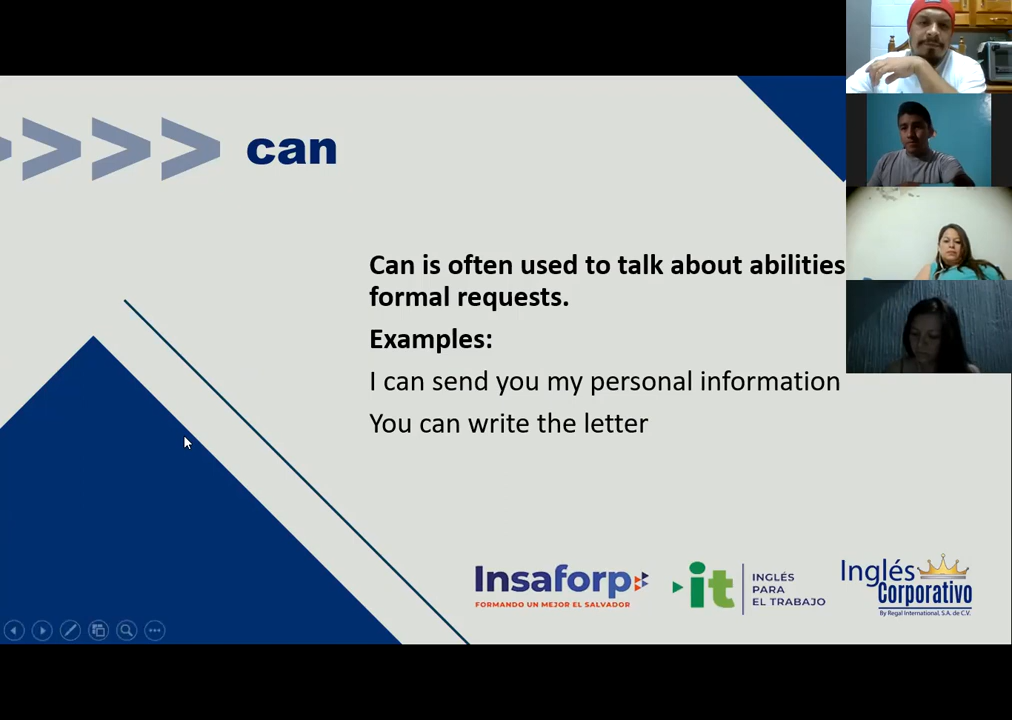 can
Can is often used to talk about abilities
formal requests.
Examples:
I can send you my personal information
You can write the letter
Insaforp
FORMANDO UN MEJOR EL SALVADOR
it
INGLÉS
PARA
EL TRABAJO
Inglés
Corporativo
By Regal International, S.A. de C.V.